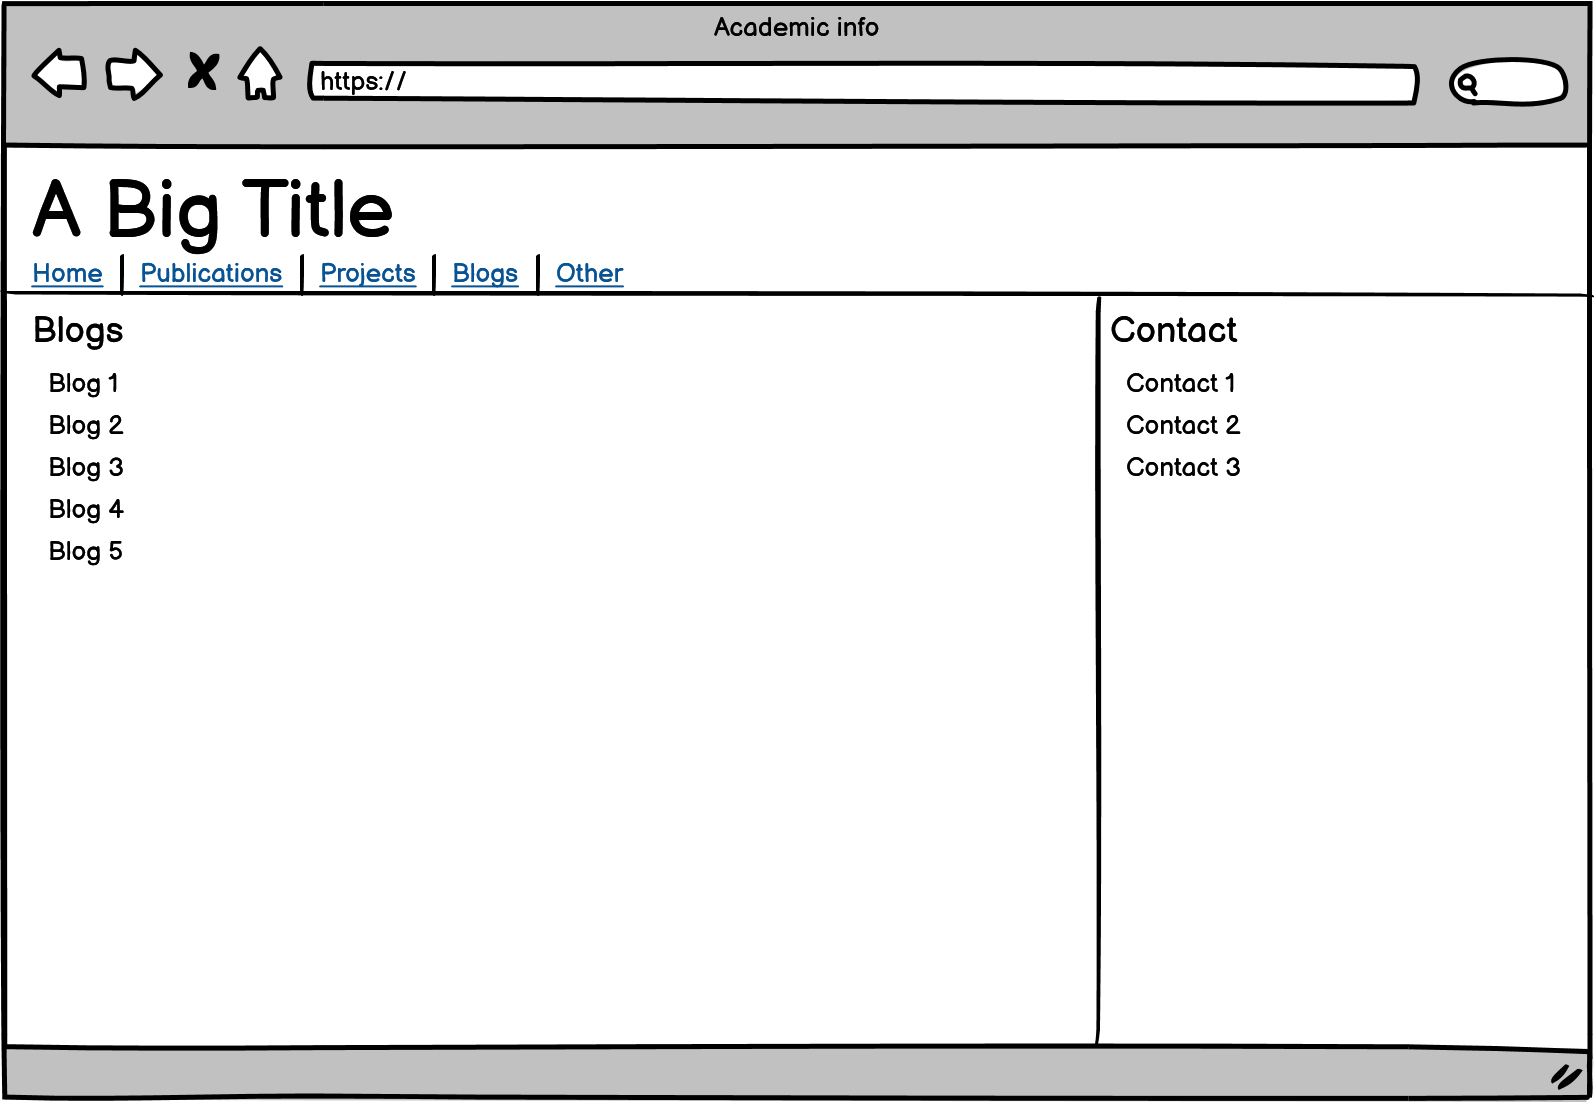 Academic info
https://
A Big Title
Home Publications Projects Blogs Other
Blogs
Blog 1
Blog 2
Blog 3
Blog 4
Blog 5
Contact
Contact 1
Contact 2
Contact 3